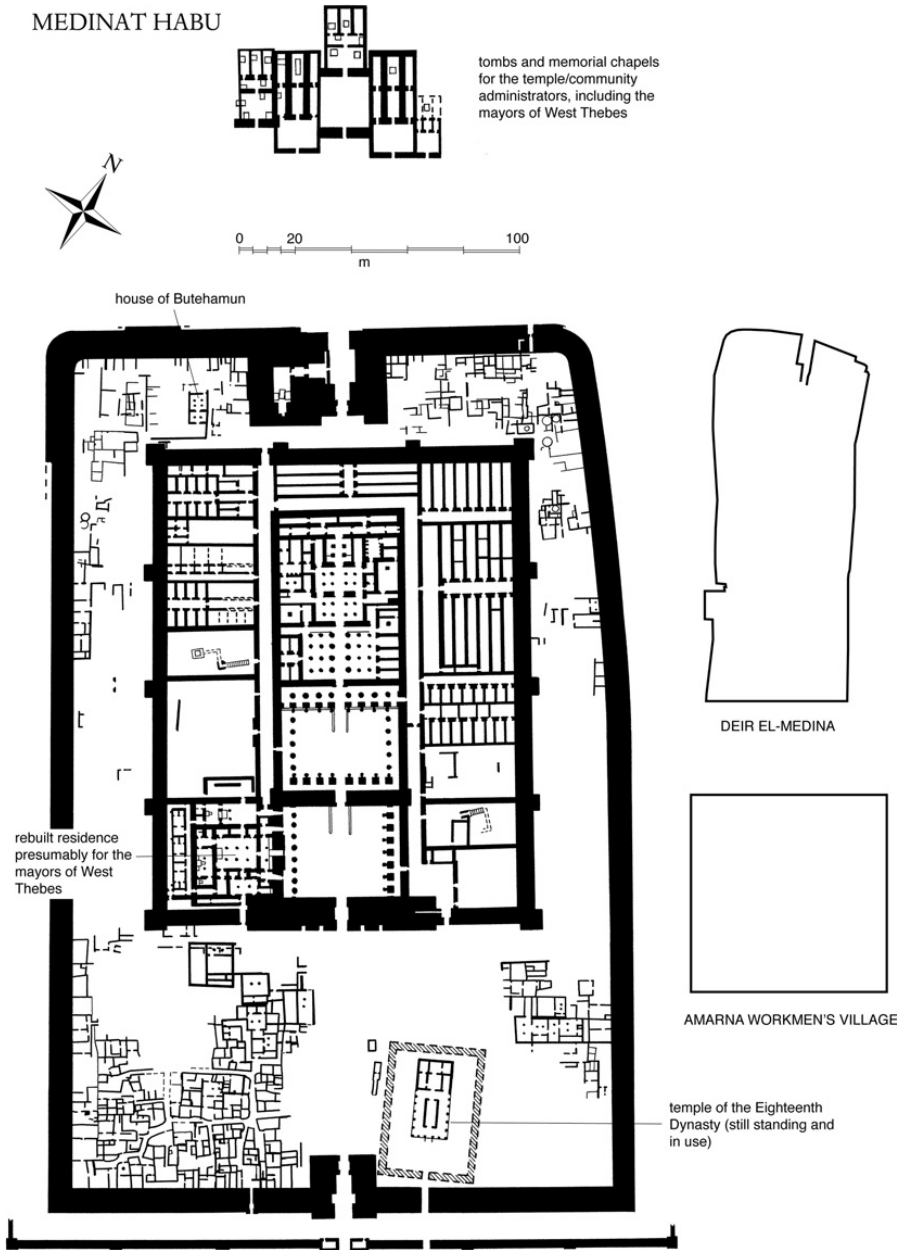 MEDINAT HABU
tombs and memorial chapels
for the temple/community
administrators, including the
mayors of West Thebes
N
0 20 100
m
house of Butehamun
DEIR EL-MEDINA
rebuilt residence
presumably for the
mayors of West
Thebes
AMARNA WORKMEN'S VILLAGE
temple of the Eighteenth
Dynasty (still standing and
in use)